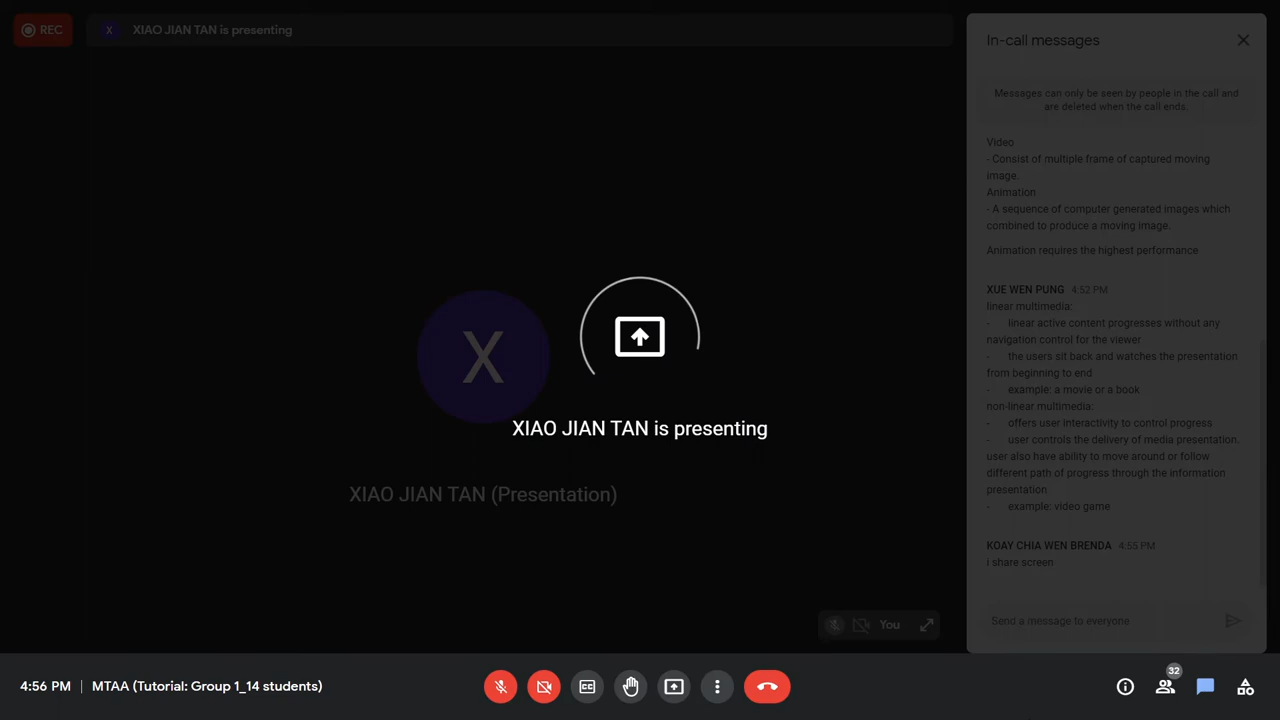 REC
X
XIAO JIAN TAN is presenting
In-call messages
Messages can only be seen by people in the call and
are deleted when the call ends.
Video
- Consist of multiple frame of captured moving
image.
Animation
- A sequence of computer generated images which
combined to produce a moving image.
Animation requires the highest performance
XUE WEN PUNG 4:52 PM
linear multimedia:
- linear active content progresses without any
navigation control for the viewer
- the users sit back and watches the presentation
from beginning to end
- example: a movie or a book
non-linear multimedia:
- offers user interactivity to control progress
- user controls the delivery of media presentation,
user also have ability to move around or follow
different path of progress through the information
presentation
- example: video game
KOAY CHIA WEN BRENDA 4:55 PM
i share screen
Send a message to everyone
X
XIAO JIAN TAN is presenting
XIAO JIAN TAN (Presentation)
You
4:56 PM | MTAA (Tutorial: Group 1_14 students)
CC
32